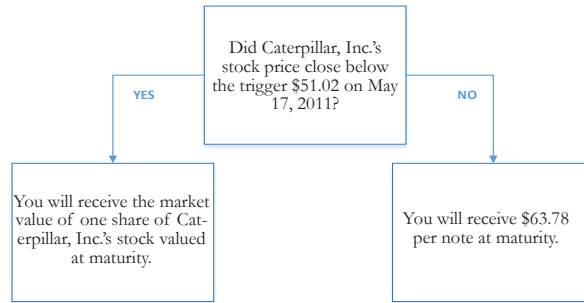 Did Caterpillar, Inc.'s
stock price close below
the trigger $51.02 on May
17, 2011?
YES
NO
You will receive the market
value of one share of Cat-
erpillar, Inc.'s stock valued
at maturity.
You will receive $63.78
per note at maturity.